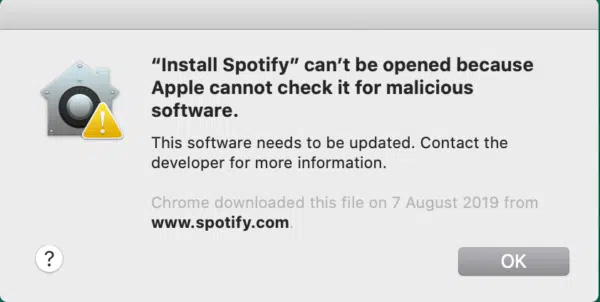 “Install Spotify” can’t be opened because
Apple cannot check it for malicious
software.
This software needs to be updated. Contact the
developer for more information.
Chrome downloaded this file on 7 August 2019 from
www.spotify.com.
?
OK